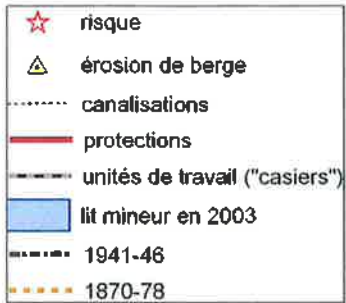 risque
érosion de berge
canalisations
protections
unités de travail ("casiers")
lit mineur en 2003
1941-46
1870-78